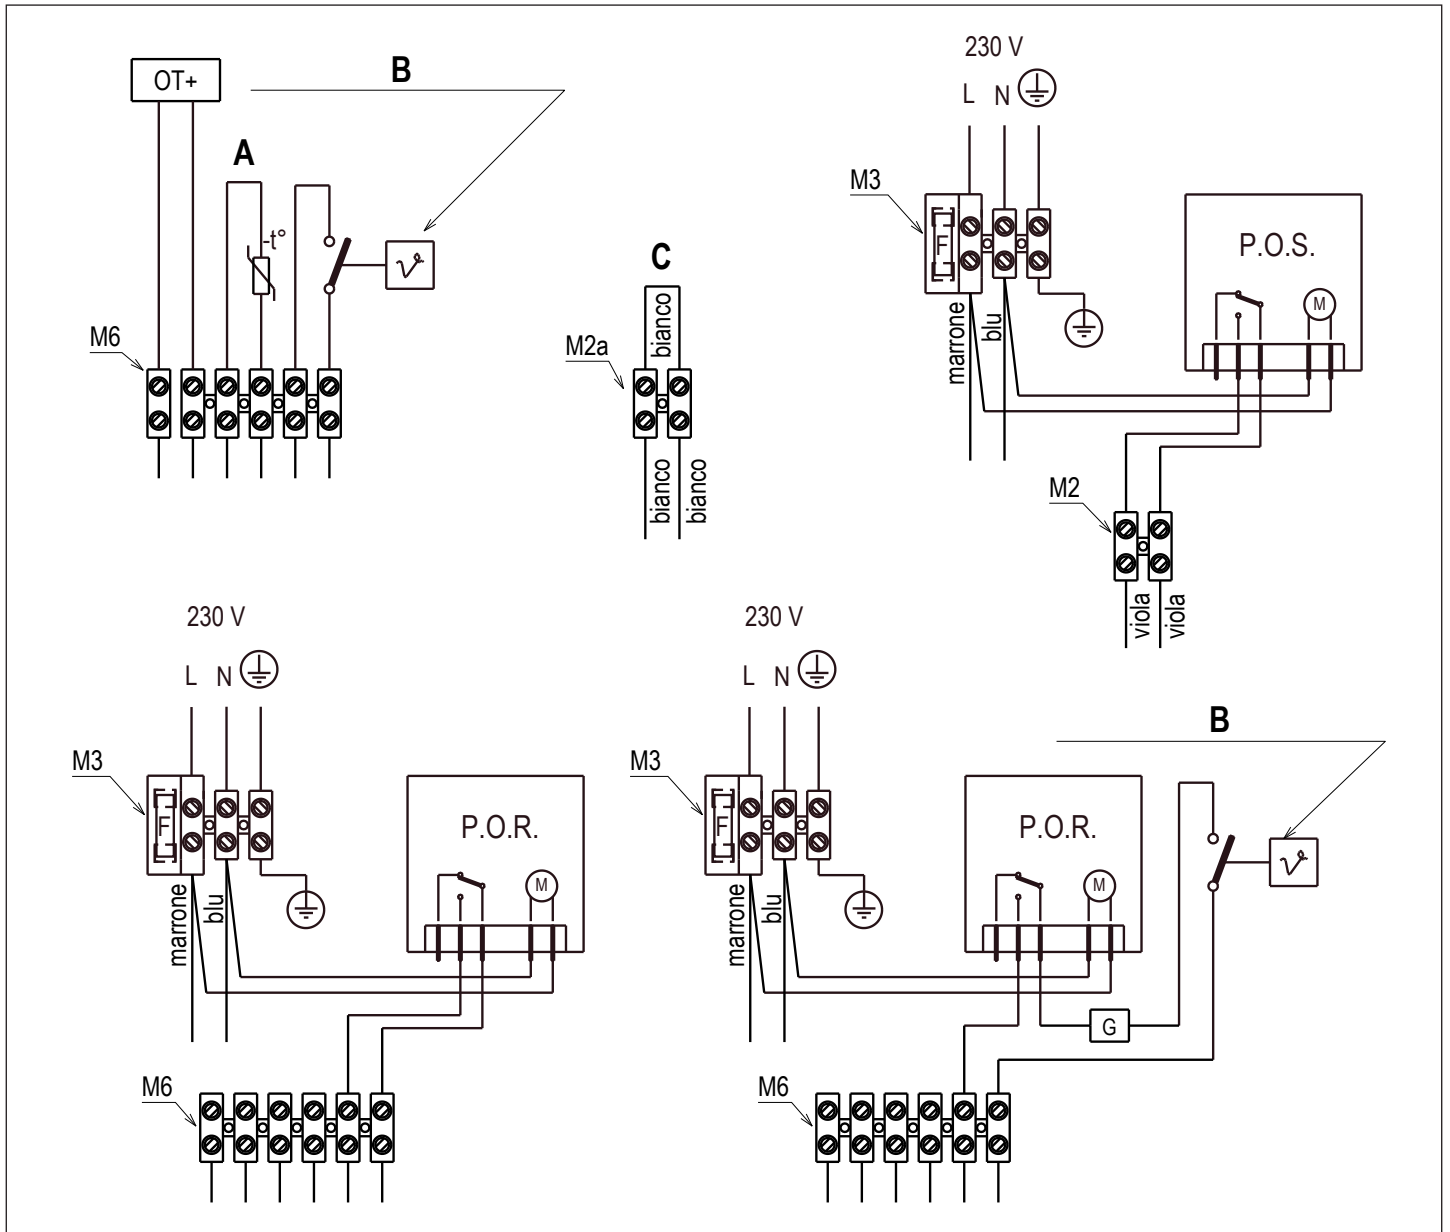 OT+
B
A
-t°
M6
C
bianco
M2a
bianco
bianco
230 V
L N
M3
F
P.O.S.
M
marrone
blu
M2
viola
viola
230 V
L N
M3
F
P.O.R.
M
marrone
blu
M6
230 V
L N
B
M3
F
P.O.R.
M
marrone
blu
G
M6